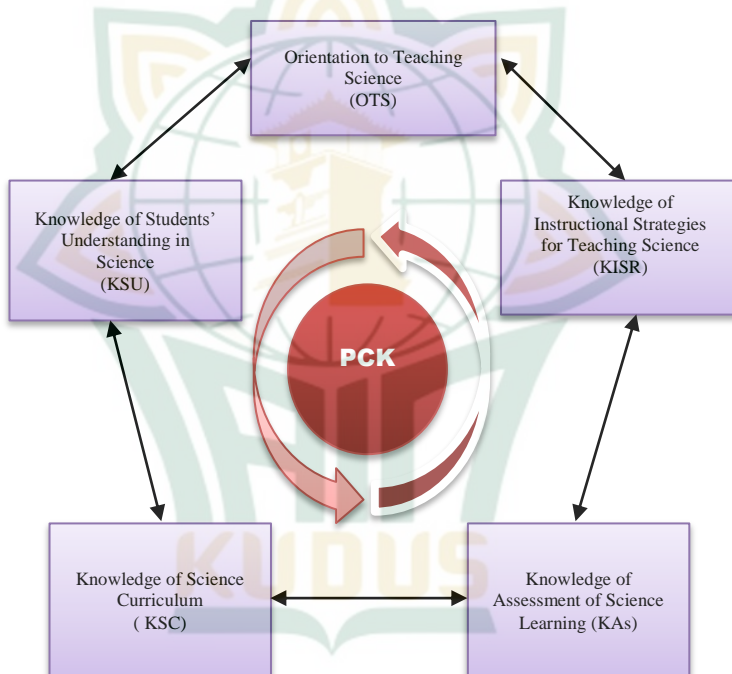 Orientation to Teaching
Science
(OTS)
Knowledge of Students’
Understanding in
Science
(KSU)
Knowledge of
Instructional Strategies
for Teaching Science
(KISR)
PCK
Knowledge of Science
Curriculum
( KSC)
Knowledge of
Assessment of Science
Learning (KAs)
KUDUS